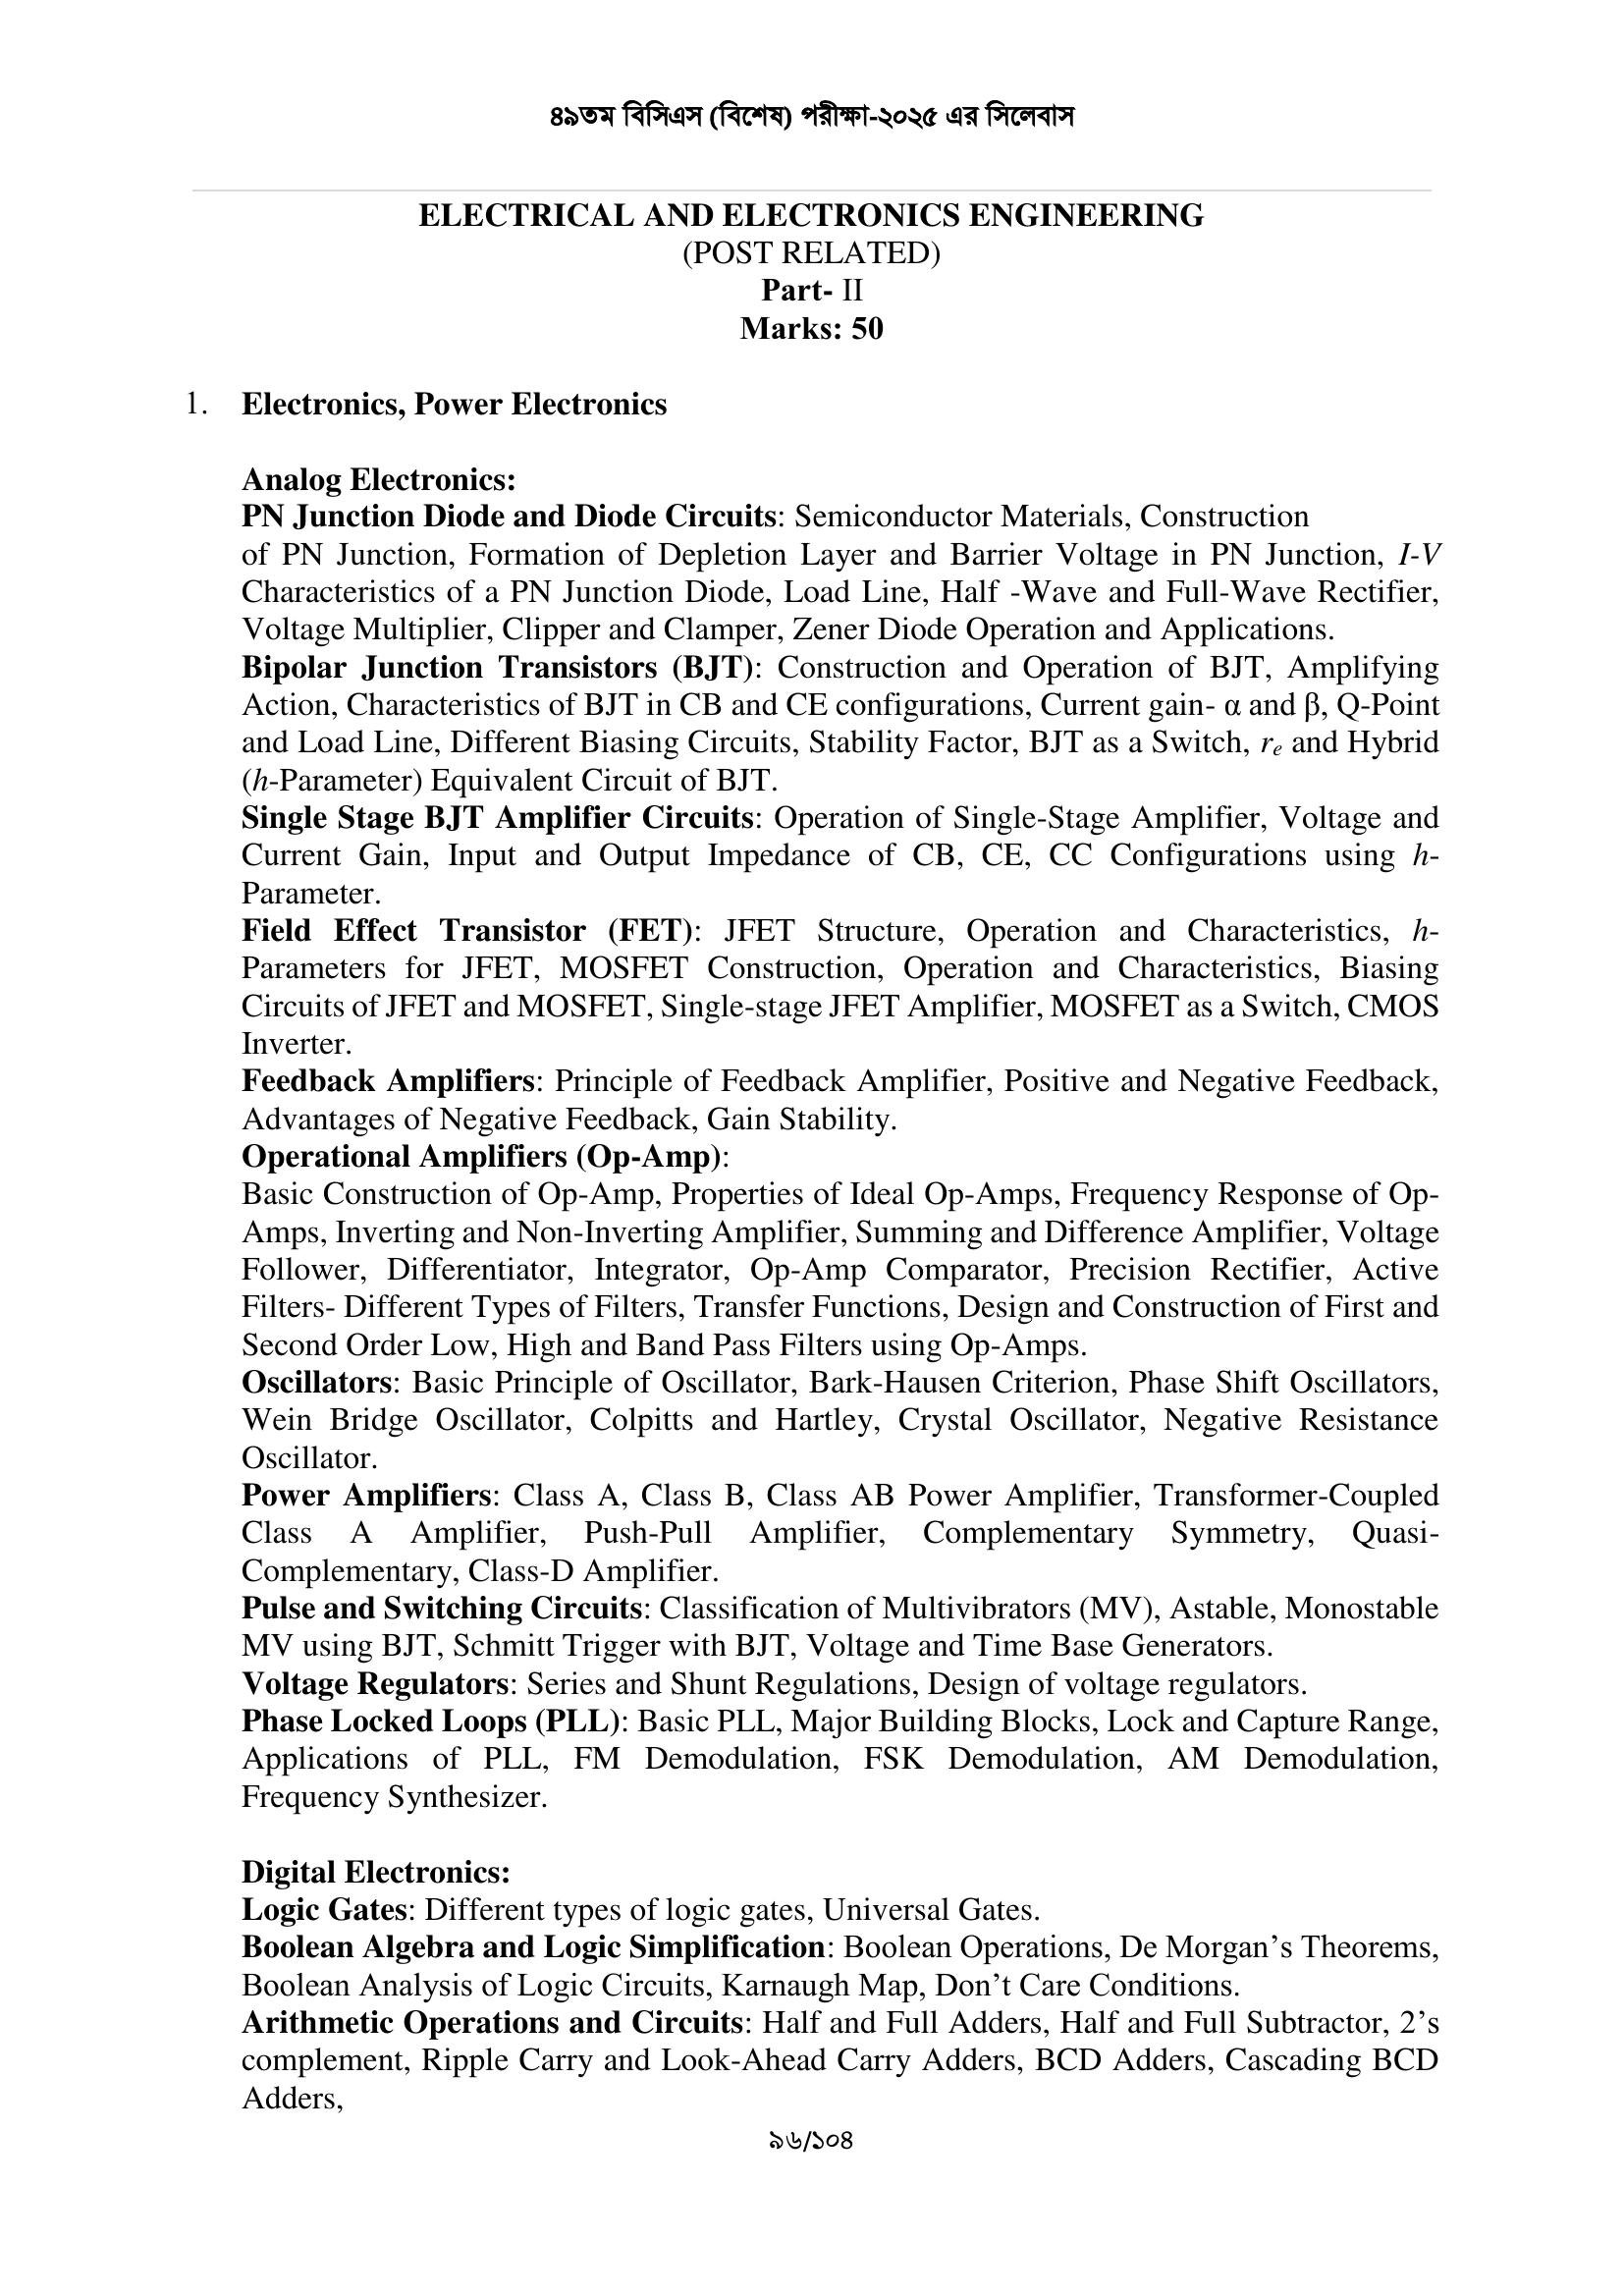 ৪৯তম বিসিএস (বিশেষ) পরীক্ষা-২০২৫ এর সিলেবাস
ELECTRICAL AND ELECTRONICS ENGINEERING
(POST RELATED)
Part- II
Marks: 50
1. Electronics, Power Electronics
Analog Electronics:
PN Junction Diode and Diode Circuits: Semiconductor Materials, Construction
of PN Junction, Formation of Depletion Layer and Barrier Voltage in PN Junction, I-V
Characteristics of a PN Junction Diode, Load Line, Half -Wave and Full-Wave Rectifier,
Voltage Multiplier, Clipper and Clamper, Zener Diode Operation and Applications.
Bipolar Junction Transistors (BJT): Construction and Operation of BJT, Amplifying
Action, Characteristics of BJT in CB and CE configurations, Current gain- α and β, Q-Point
and Load Line, Different Biasing Circuits, Stability Factor, BJT as a Switch, re and Hybrid
(h-Parameter) Equivalent Circuit of BJT.
Single Stage BJT Amplifier Circuits: Operation of Single-Stage Amplifier, Voltage and
Current Gain, Input and Output Impedance of CB, CE, CC Configurations using h-
Parameter.
Field Effect Transistor (FET): JFET Structure, Operation and Characteristics, h-
Parameters for JFET, MOSFET Construction, Operation and Characteristics, Biasing
Circuits of JFET and MOSFET, Single-stage JFET Amplifier, MOSFET as a Switch, CMOS
Inverter.
Feedback Amplifiers: Principle of Feedback Amplifier, Positive and Negative Feedback,
Advantages of Negative Feedback, Gain Stability.
Operational Amplifiers (Op-Amp):
Basic Construction of Op-Amp, Properties of Ideal Op-Amps, Frequency Response of Op-
Amps, Inverting and Non-Inverting Amplifier, Summing and Difference Amplifier, Voltage
Follower, Differentiator, Integrator, Op-Amp Comparator, Precision Rectifier, Active
Filters- Different Types of Filters, Transfer Functions, Design and Construction of First and
Second Order Low, High and Band Pass Filters using Op-Amps.
Oscillators: Basic Principle of Oscillator, Bark-Hausen Criterion, Phase Shift Oscillators,
Wein Bridge Oscillator, Colpitts and Hartley, Crystal Oscillator, Negative Resistance
Oscillator.
Power Amplifiers: Class A, Class B, Class AB Power Amplifier, Transformer-Coupled
Class A Amplifier, Push-Pull Amplifier, Complementary Symmetry, Quasi-
Complementary, Class-D Amplifier.
Pulse and Switching Circuits: Classification of Multivibrators (MV), Astable, Monostable
MV using BJT, Schmitt Trigger with BJT, Voltage and Time Base Generators.
Voltage Regulators: Series and Shunt Regulations, Design of voltage regulators.
Phase Locked Loops (PLL): Basic PLL, Major Building Blocks, Lock and Capture Range,
Applications of PLL, FM Demodulation, FSK Demodulation, AM Demodulation,
Frequency Synthesizer.
Digital Electronics:
Logic Gates: Different types of logic gates, Universal Gates.
Boolean Algebra and Logic Simplification: Boolean Operations, De Morgan’s Theorems,
Boolean Analysis of Logic Circuits, Karnaugh Map, Don’t Care Conditions.
Arithmetic Operations and Circuits: Half and Full Adders, Half and Full Subtractor, 2’s
complement, Ripple Carry and Look-Ahead Carry Adders, BCD Adders, Cascading BCD
Adders,
৯৬/১০৪